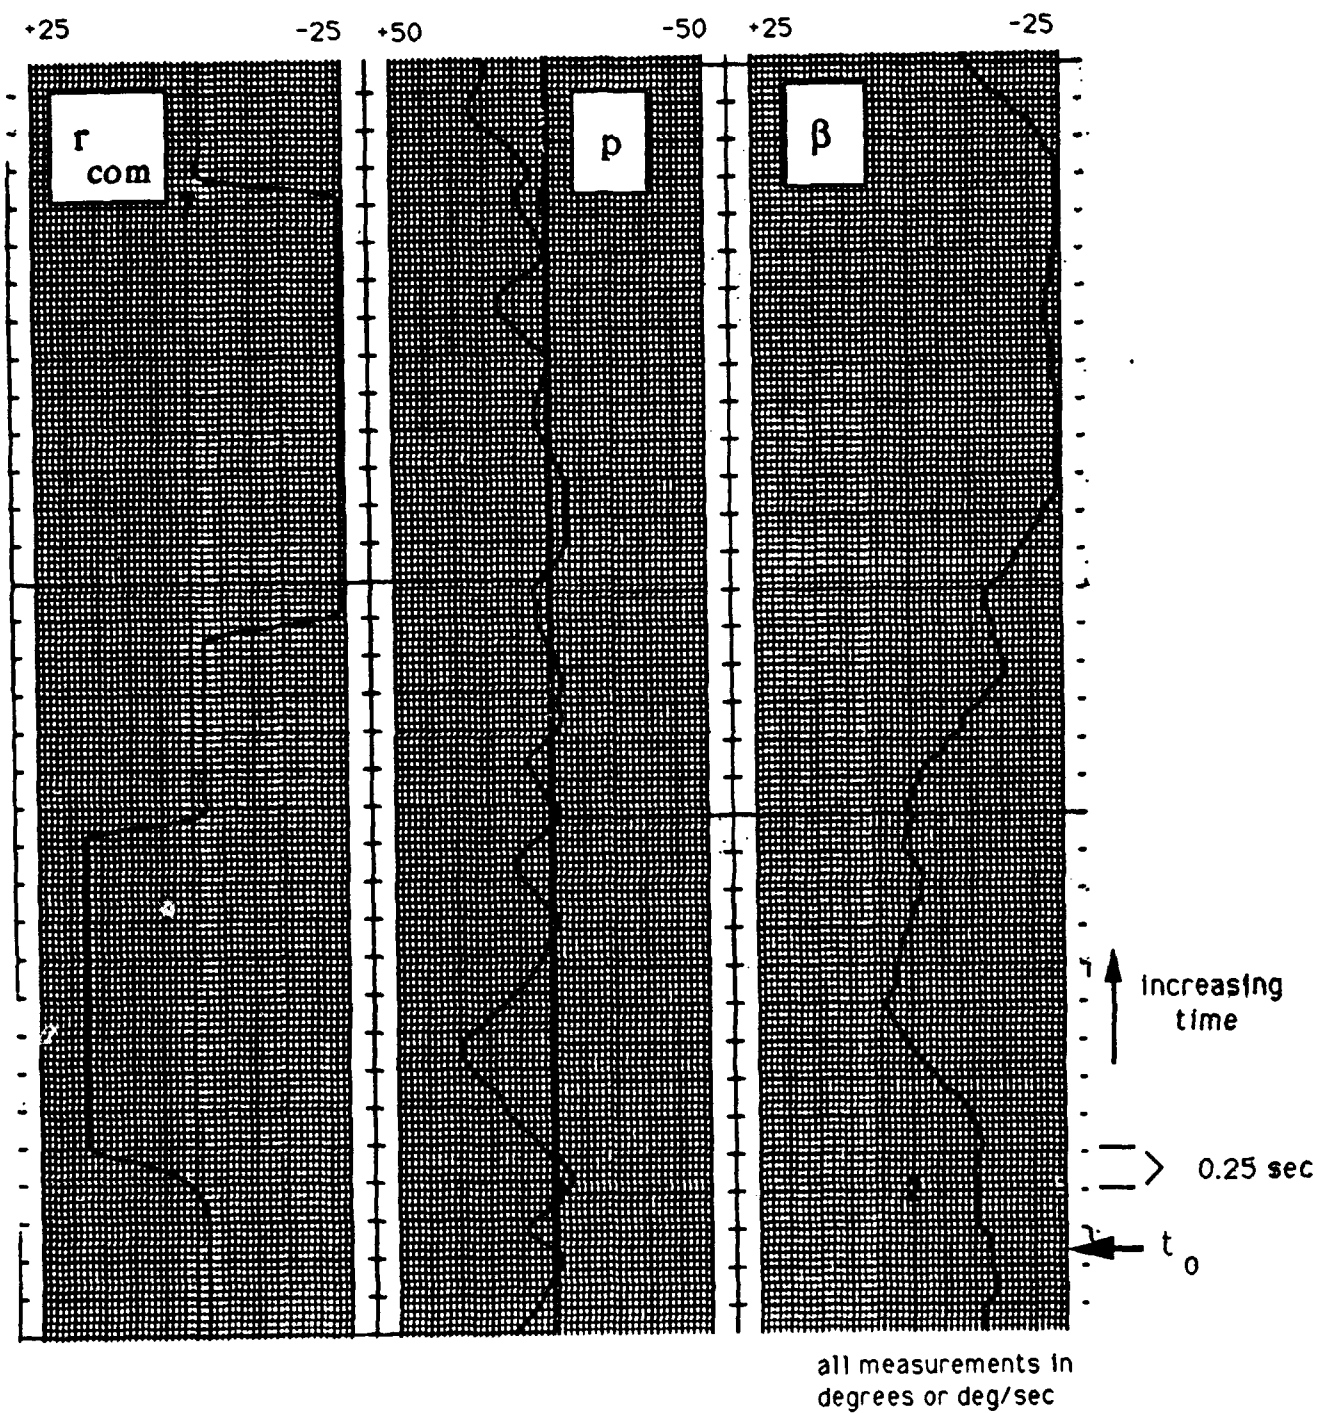 +25 -25 +50 -50 +25 -25
r com
p
β
increasing
time
0.25 sec
t 0
all measurements in
degrees or deg/sec